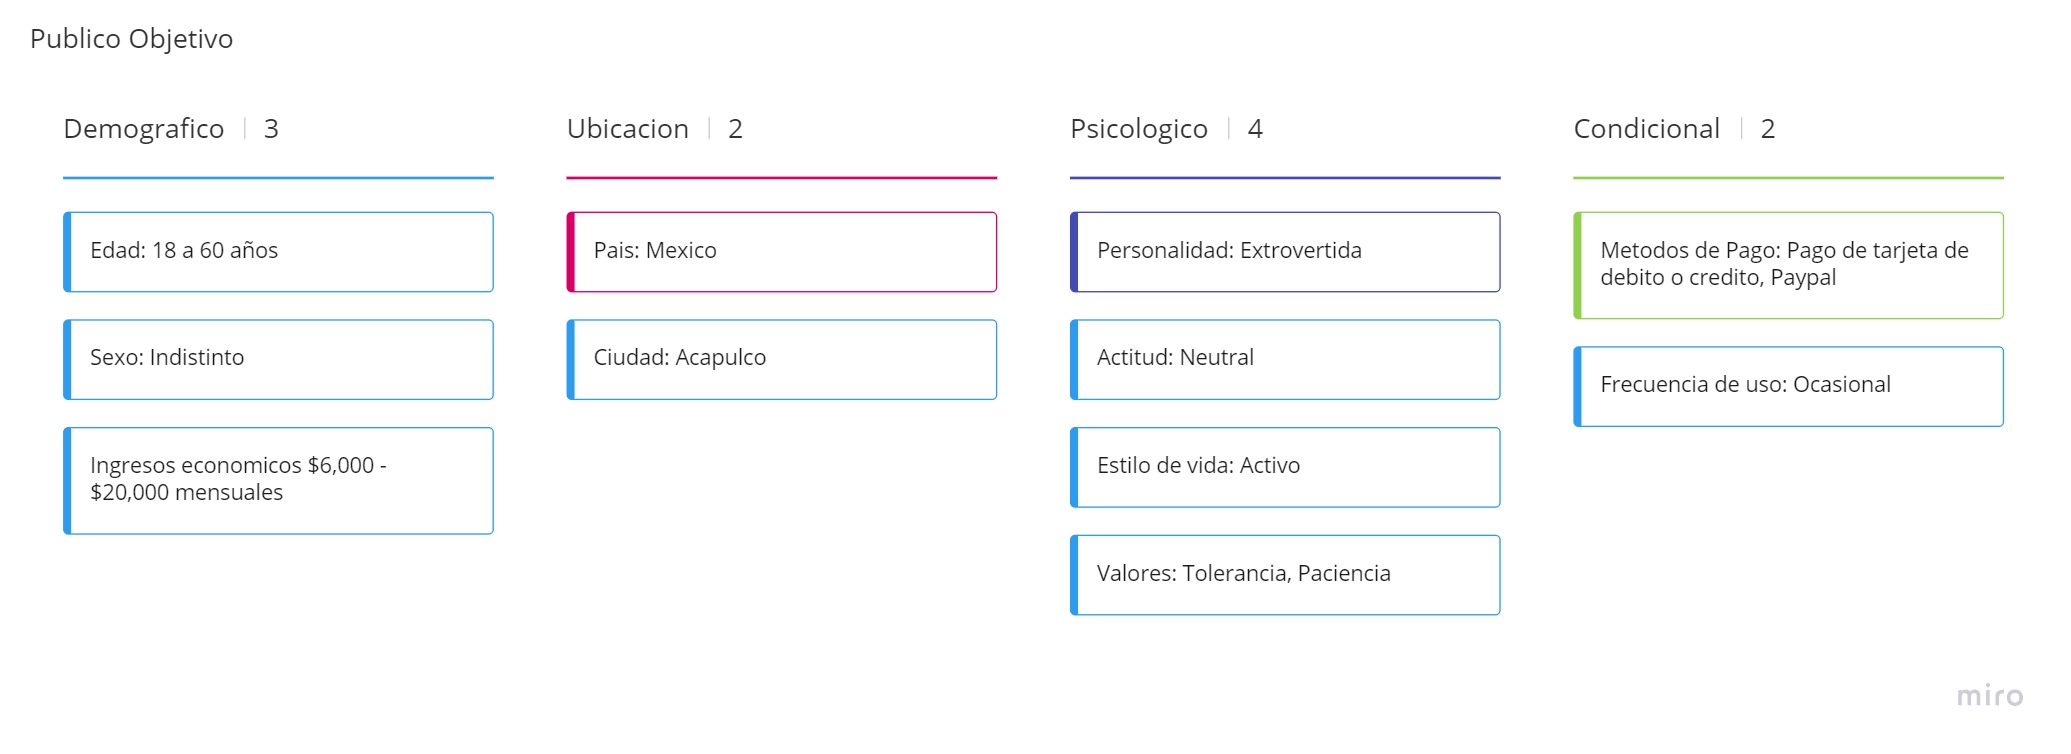 Publico Objetivo
Demografico | 3
Edad: 18 a 60 años
Sexo: Indistinto
Ingresos economicos $6,000 -
$20,000 mensuales
Ubicacion | 2
Pais: Mexico
Ciudad: Acapulco
Psicologico | 4
Personalidad: Extrovertida
Actitud: Neutral
Estilo de vida: Activo
Valores: Tolerancia, Paciencia
Condicional | 2
Metodos de Pago: Pago de tarjeta de
debito o credito, Paypal
Frecuencia de uso: Ocasional
miro